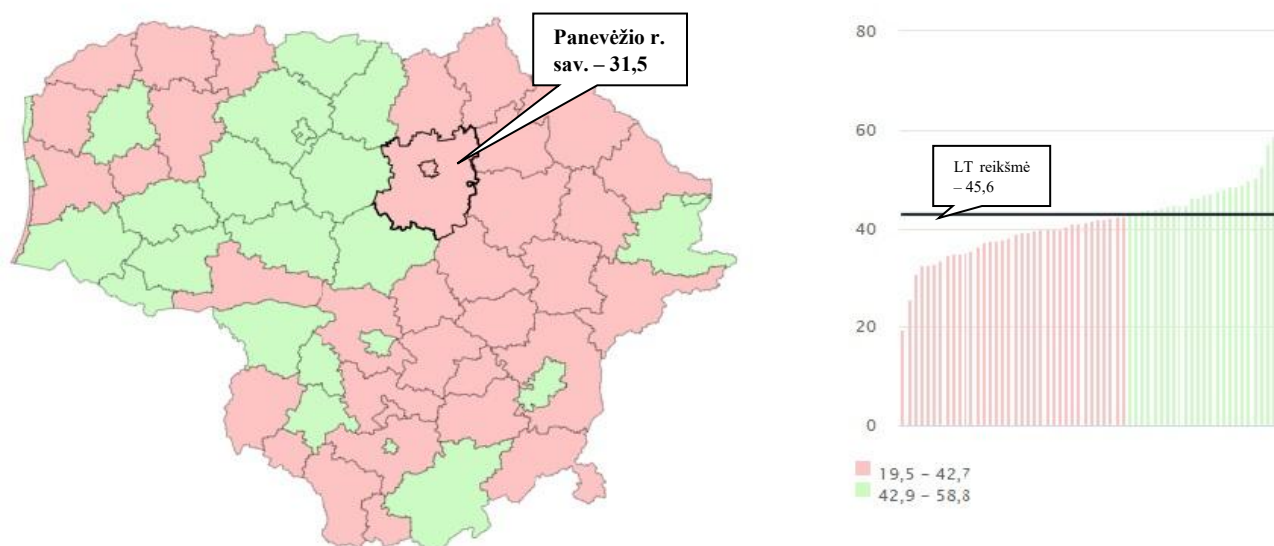 Panevėžio r.
sav. – 31,5
80
60
LT reikšmė
– 45,6
40
20
0
19,5 – 42,7
42,9 – 58,8